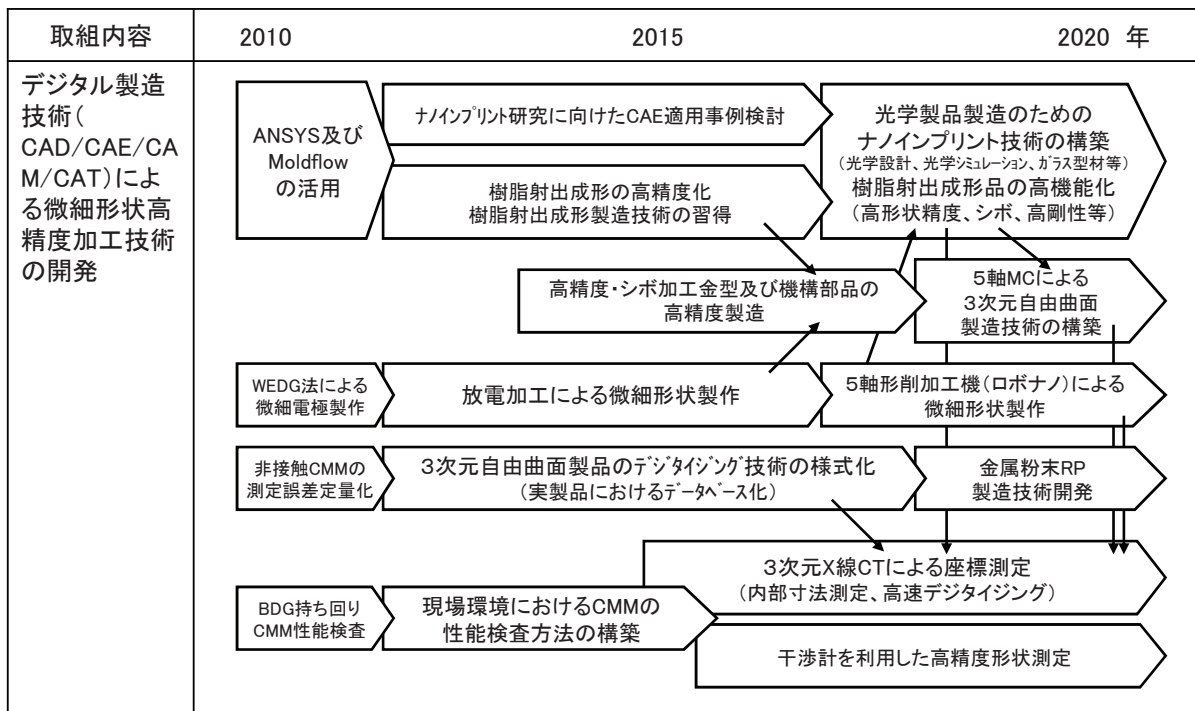 取組内容
2010
2015
2020 年
デジタル製造
技術(
CAD/CAE/CA
M/CAT)によ
る微細形状高
精度加工技術
の開発
ANSYS及び
Moldflow
の活用
ナノインプリント研究に向けたCAE適用事例検討
樹脂射出成形の高精度化
樹脂射出成形製造技術の習得
光学製品製造のための
ナノインプリント技術の構築
(光学設計、光学シミュレーション、ガラス型材等)
樹脂射出成形品の高機能化
(高形状精度、シボ、高剛性等)
高精度・シボ加工金型及び機構部品の
高精度製造
5軸MCによる
3次元自由曲面
製造技術の構築
WEDG法による
微細電極製作
放電加工による微細形状製作
5軸形削加工機(ロボナノ)による
微細形状製作
非接触CMMの
測定誤差定量化
3次元自由曲面製品のデジタイジング技術の様式化
(実製品におけるデータベース化)
金属粉末RP
製造技術開発
3次元X線CTによる座標測定
(内部寸法測定、高速デジタイジング)
BDG持ち回り
CMM性能検査
現場環境におけるCMMの
性能検査方法の構築
干渉計を利用した高精度形状測定